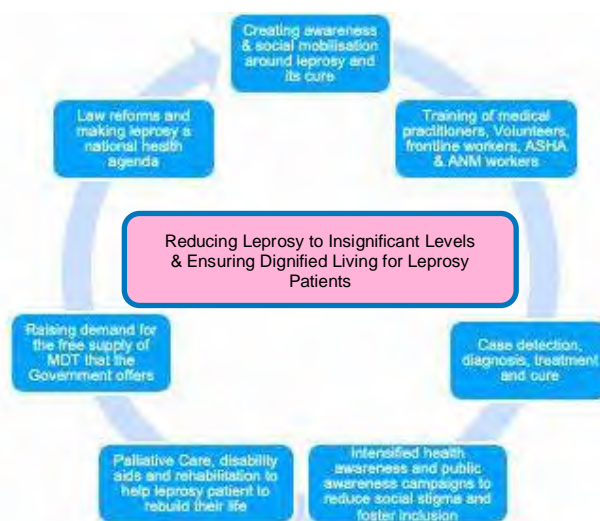 Creating awareness
& social mobilisation
around leprosy and
its cure
Training of medical
practitioners, Volunteers,
frontline workers, ASHA
& ANM workers
Case detection,
diagnosis, treatment
and cure
Intensified health
awareness and public
awareness campaigns to
reduce social stigma and
foster inclusion
Palliative Care, disability
aids and rehabilitation to
help leprosy patient to
rebuild their life
Raising demand for
the free supply of
MDT that the
Government offers
Law reforms and
making leprosy a
national health
agenda
Reducing Leprosy to Insignificant Levels
& Ensuring Dignified Living for Leprosy
Patients